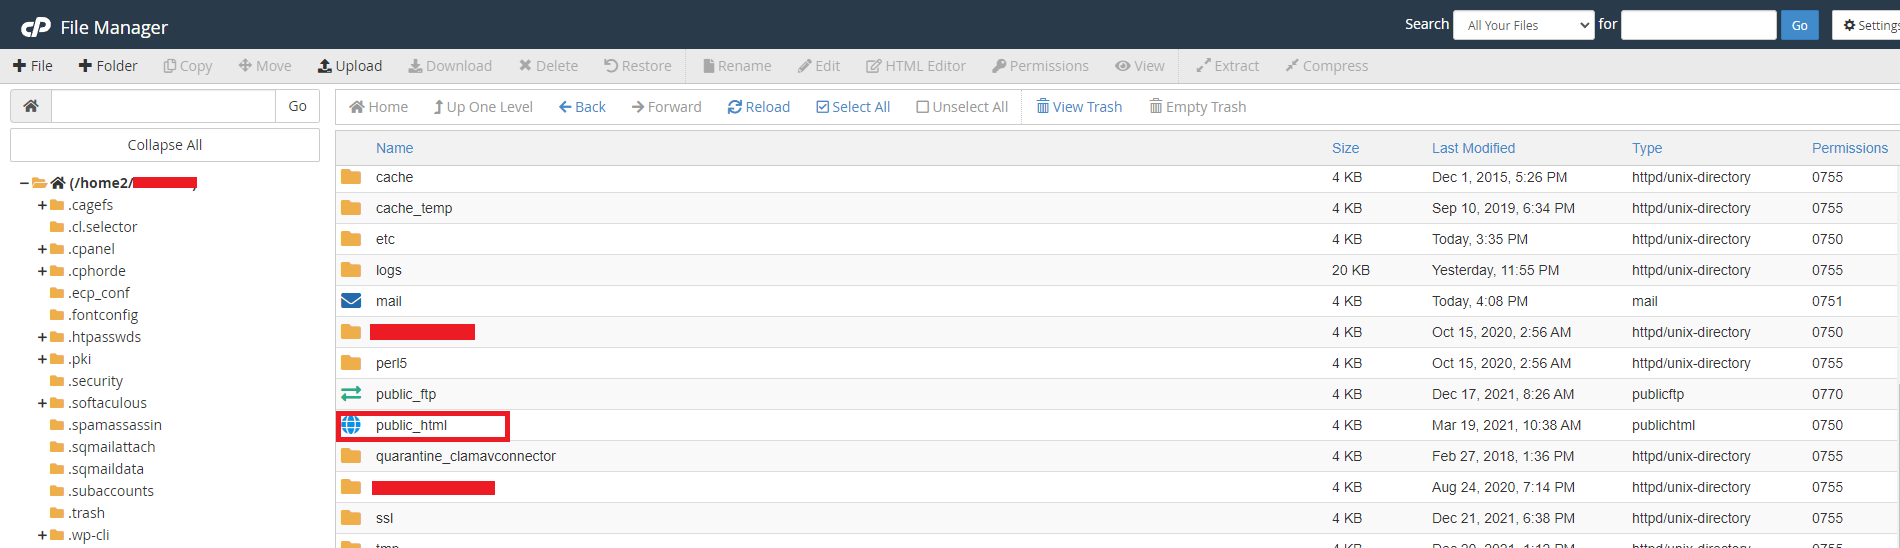 cP File Manager Search All Your Files for Go Settings
File Folder Copy Move Upload Download Delete Restore Rename Edit HTML Editor Permissions View Extract Compress
Go Home Up One Level Back Forward Reload Select All Unselect All View Trash Empty Trash
Collapse All
(/home2/
.cagefs
.cl.selector
.cpanel
.cphorde
.ecp_conf
.fontconfig
.htpasswds
.pki
.security
.softaculous
.spamassassin
.sqmailattach
.sqmaildata
.subaccounts
.trash
.wp-cli
Name Size Last Modified Type Permissions
cache 4 KB Dec 1, 2015, 5:26 PM httpd/unix-directory 0755
cache_temp 4 KB Sep 10, 2019, 6:34 PM httpd/unix-directory 0755
etc 4 KB Today, 3:35 PM httpd/unix-directory 0750
logs 20 KB Yesterday, 11:55 PM httpd/unix-directory 0755
mail 4 KB Today, 4:08 PM mail 0751
4 KB Oct 15, 2020, 2:56 AM httpd/unix-directory 0750
perl5 4 KB Oct 15, 2020, 2:56 AM httpd/unix-directory 0755
public_ftp 4 KB Dec 17, 2021, 8:26 AM publicftp 0770
public_html 4 KB Mar 19, 2021, 10:38 AM publichtml 0750
quarantine_clamavconnector 4 KB Feb 27, 2018, 1:36 PM httpd/unix-directory 0755
4 KB Aug 24, 2020, 7:14 PM httpd/unix-directory 0755
ssl 4 KB Dec 21, 2021, 6:38 PM httpd/unix-directory 0755